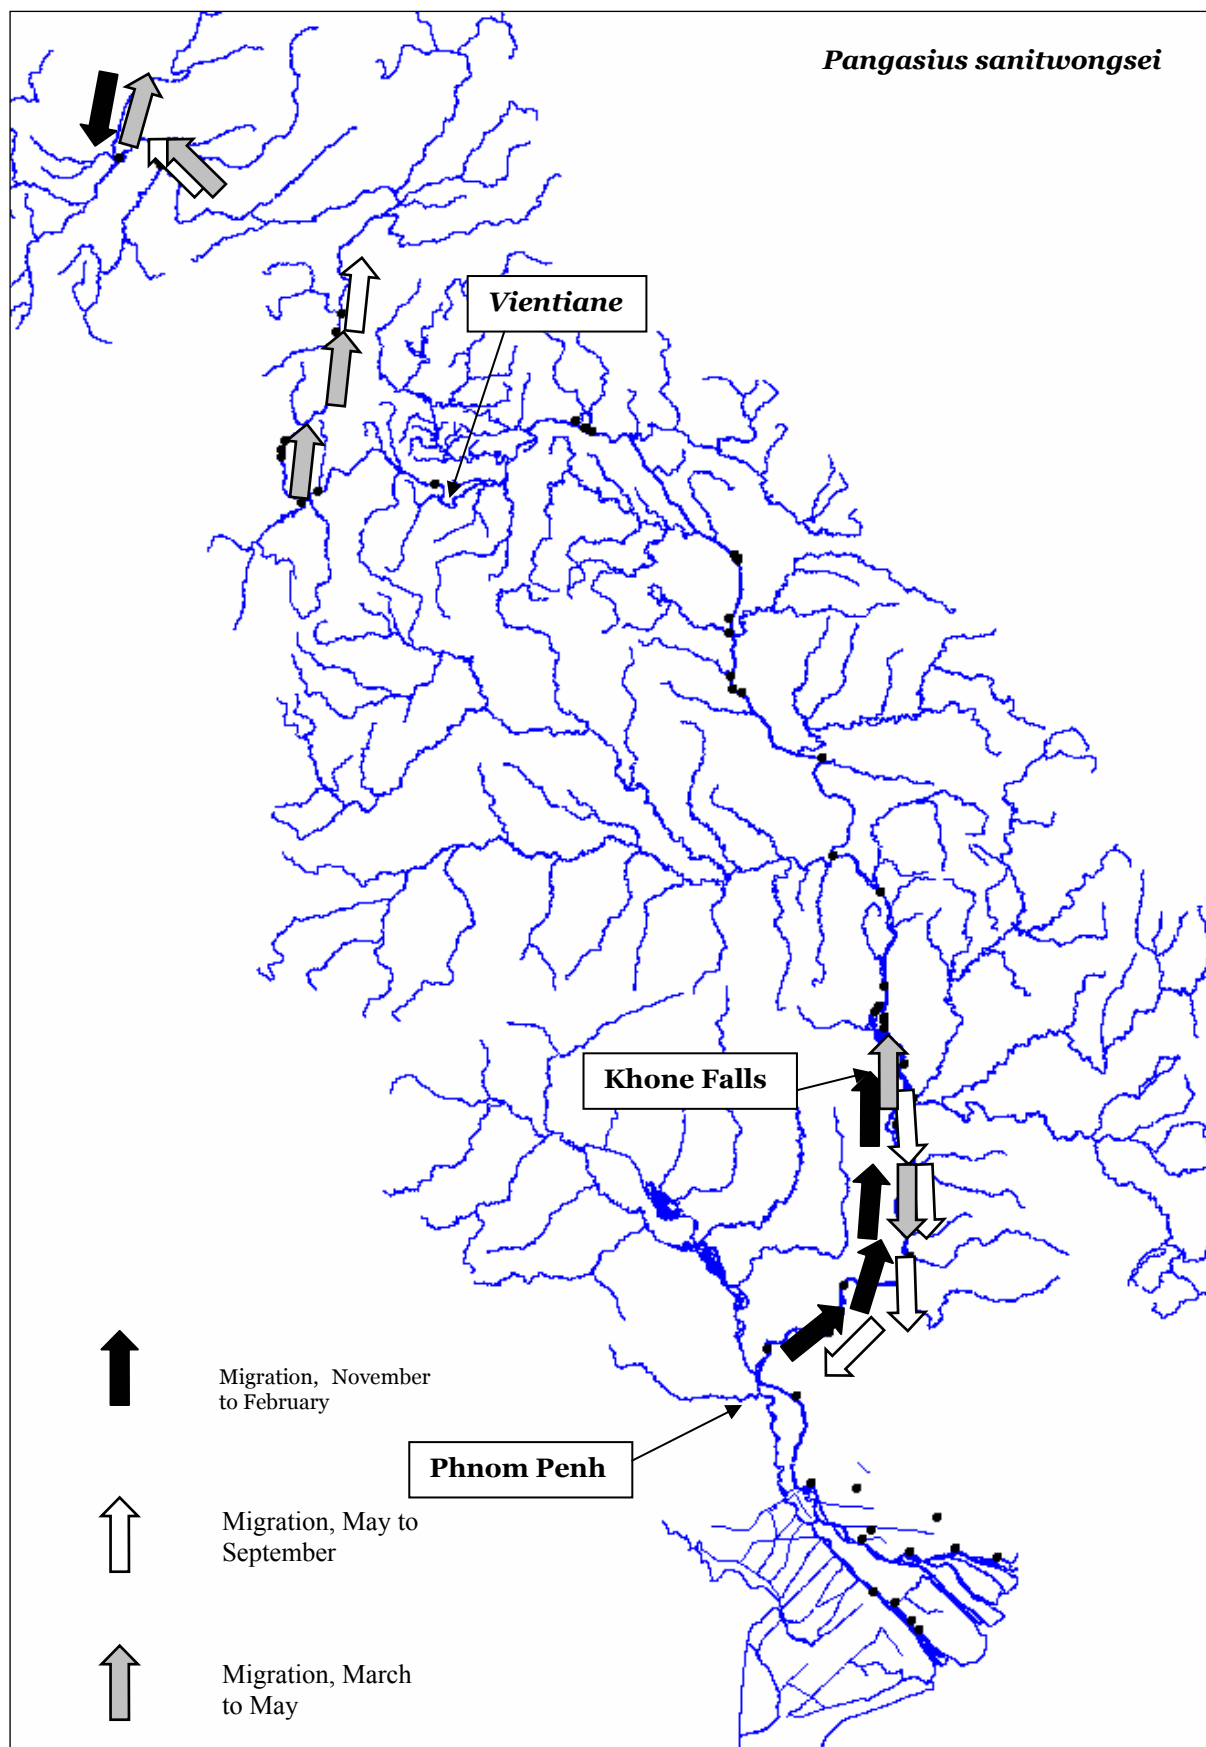 Pangasius sanitwongsei
Vientiane
Khone Falls
Phnom Penh
Migration, November
to February
Migration, May to
September
Migration, March
to May